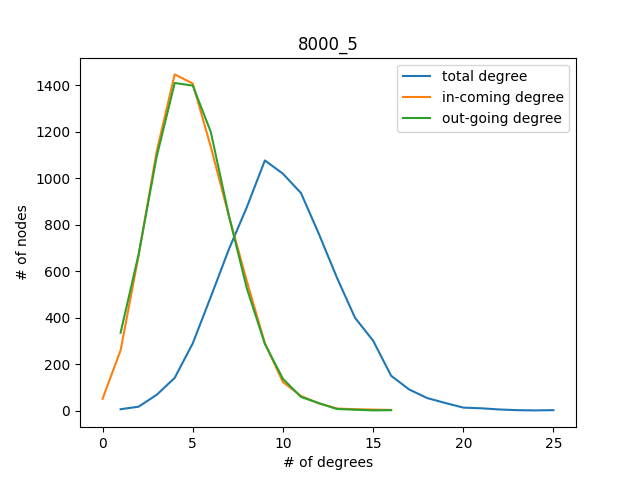 8000_5
total degree
in-coming degree
out-going degree
# of nodes
1400
1200
1000
800
600
400
200
0
0 5 10 15 20 25
# of degrees